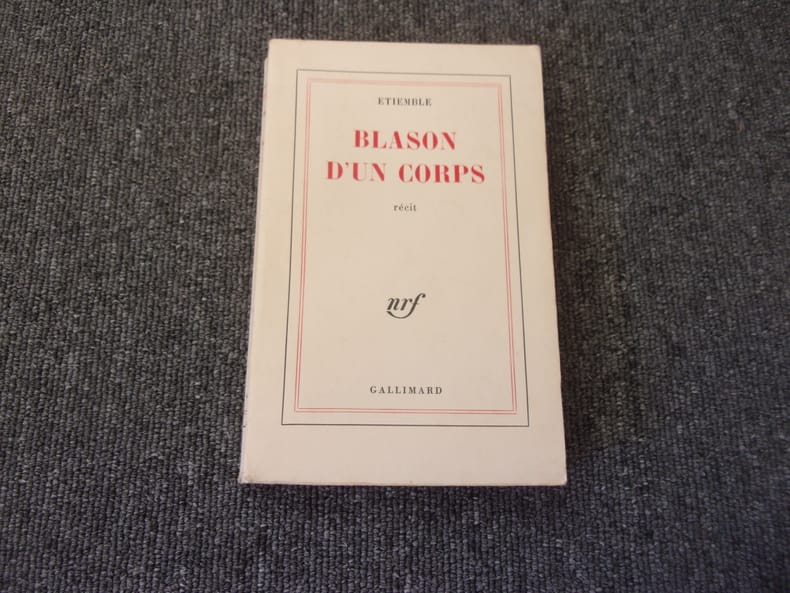 ETIEMBLE
BLASON
D'UN CORPS
récit
nrf
GALLIMARD